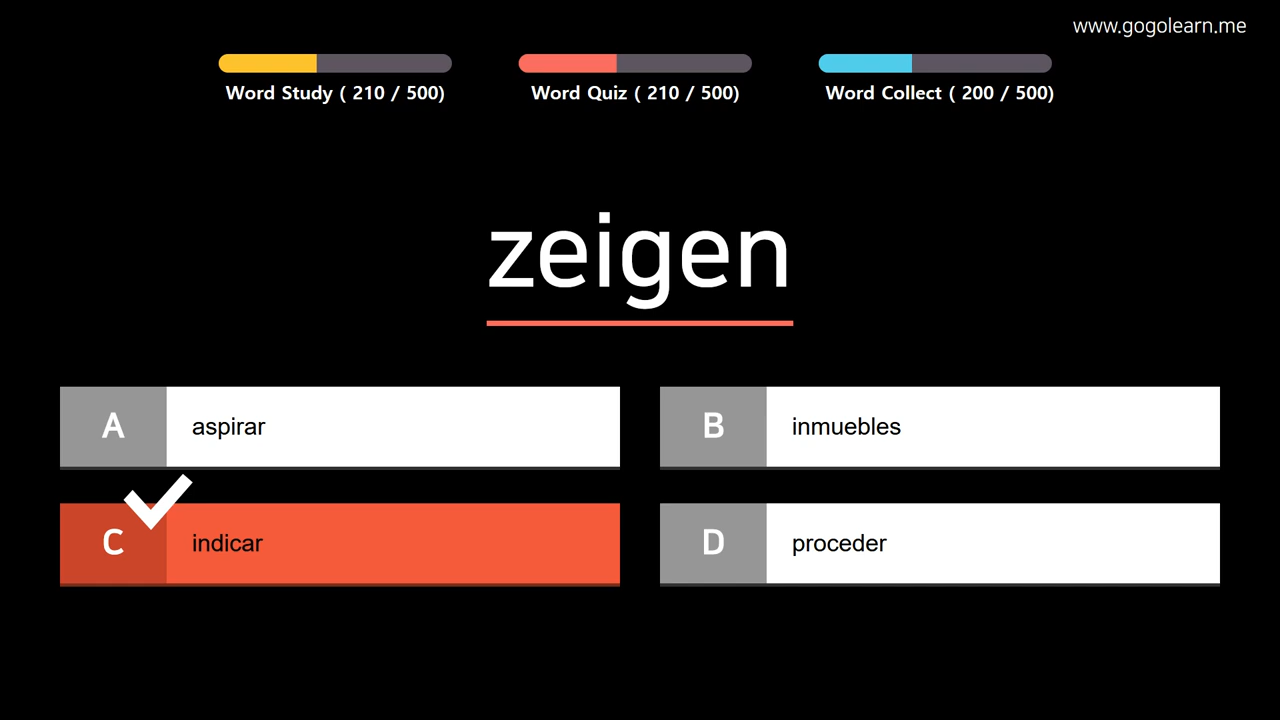 www.gogolearn.me
Word Study ( 210 / 500)
Word Quiz ( 210 / 500)
Word Collect ( 200 / 500)
zeigen
A
aspirar
B
inmuebles
C
indicar
D
proceder